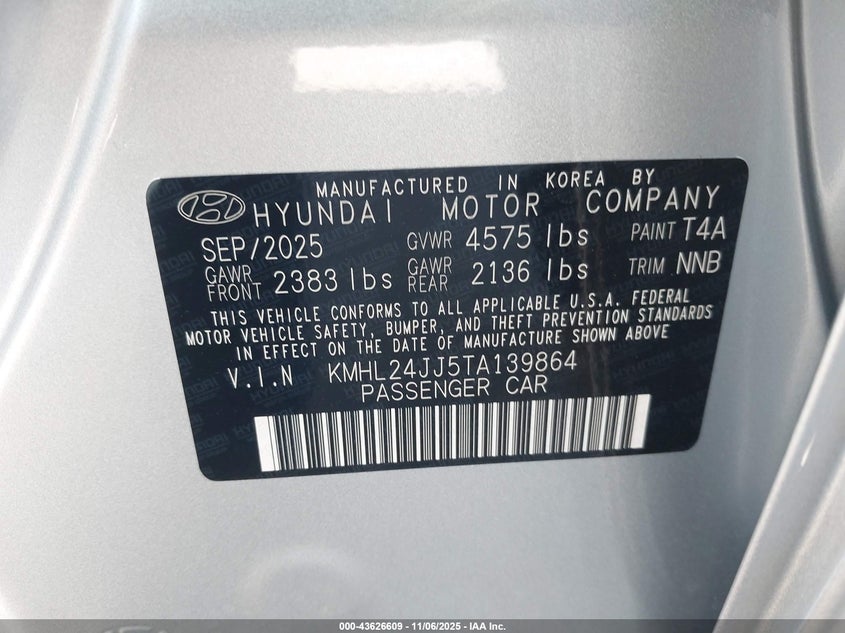 MANUFACTURED IN KOREA BY
HYUNDAI MOTOR COMPANY
SEP/2025 GVWR 4575 lbs PAINT T4A
GAWR FRONT 2383 lbs GAWR REAR 2136 lbs TRIM NNB
THIS VEHICLE CONFORMS TO ALL APPLICABLE U.S.A. FEDERAL
MOTOR VEHICLE SAFETY, BUMPER, AND THEFT PREVENTION STANDARDS
IN EFFECT ON THE DATE OF MANUFACTURE SHOWN ABOVE
V.I.N KMHL24JJ5TA139864
PASSENGER CAR
000-43626609 - 11/06/2025 - IAA Inc.